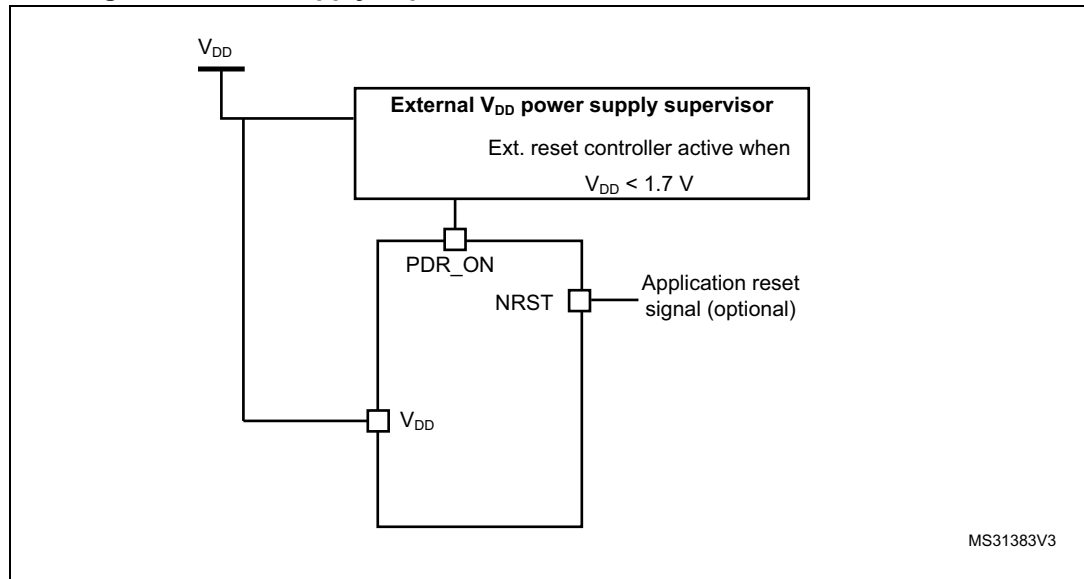 VDD
External VDD power supply supervisor
Ext. reset controller active when
VDD < 1.7 V
PDR_ON
NRST
Application reset
signal (optional)
VDD
MS31383V3